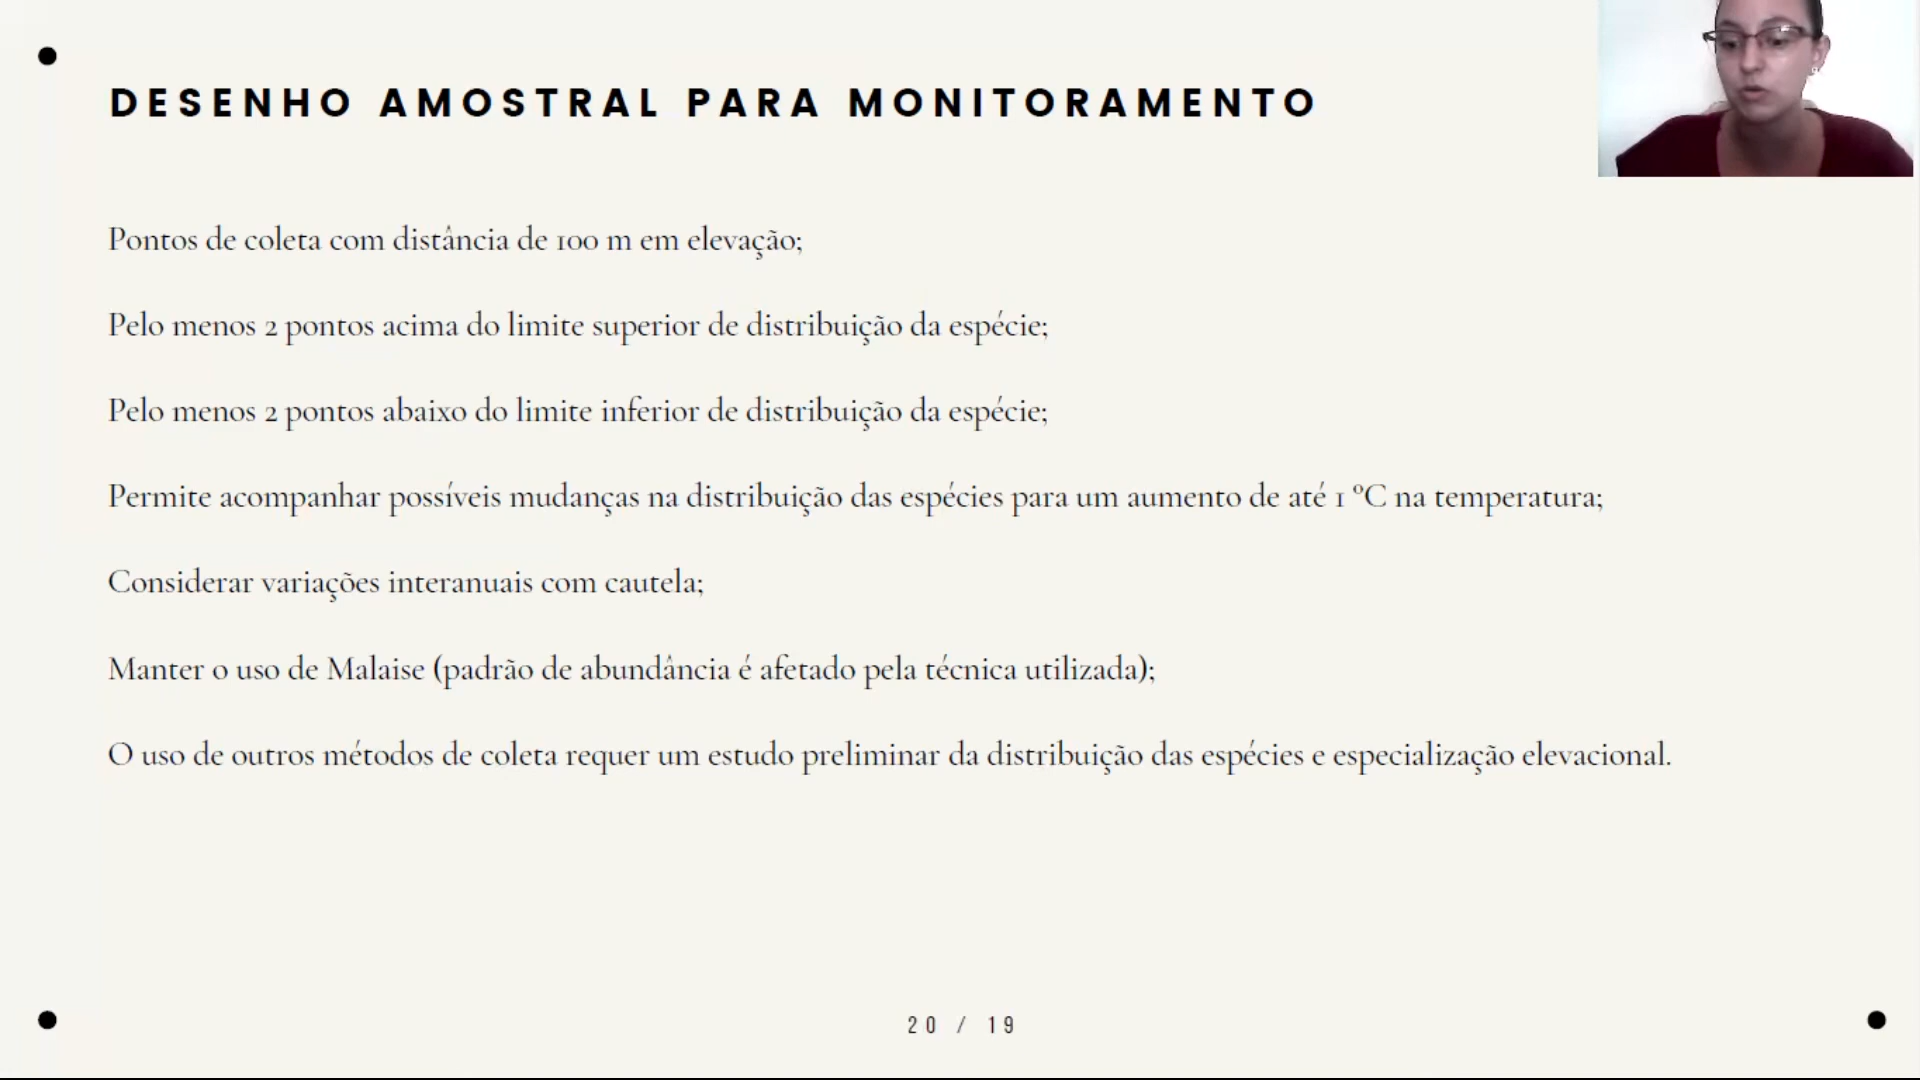 DESENHO AMOSTRAL PARA MONITORAMENTO
Pontos de coleta com distância de 100 m em elevação;
Pelo menos 2 pontos acima do limite superior de distribuição da espécie;
Pelo menos 2 pontos abaixo do limite inferior de distribuição da espécie;
Permite acompanhar possíveis mudanças na distribuição das espécies para um aumento de até 1 ºC na temperatura;
Considerar variações interanuais com cautela;
Manter o uso de Malaise (padrão de abundância é afetado pela técnica utilizada);
O uso de outros métodos de coleta requer um estudo preliminar da distribuição das espécies e especialização elevacional.
20 / 19